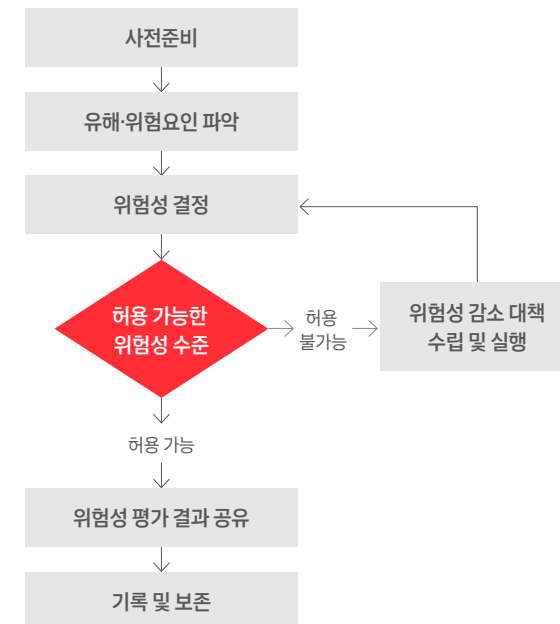 사전준비
유해·위험요인 파악
위험성 결정
허용 가능한
위험성 수준
허용
불가능
위험성 감소 대책
수립 및 실행
허용 가능
위험성 평가 결과 공유
기록 및 보존